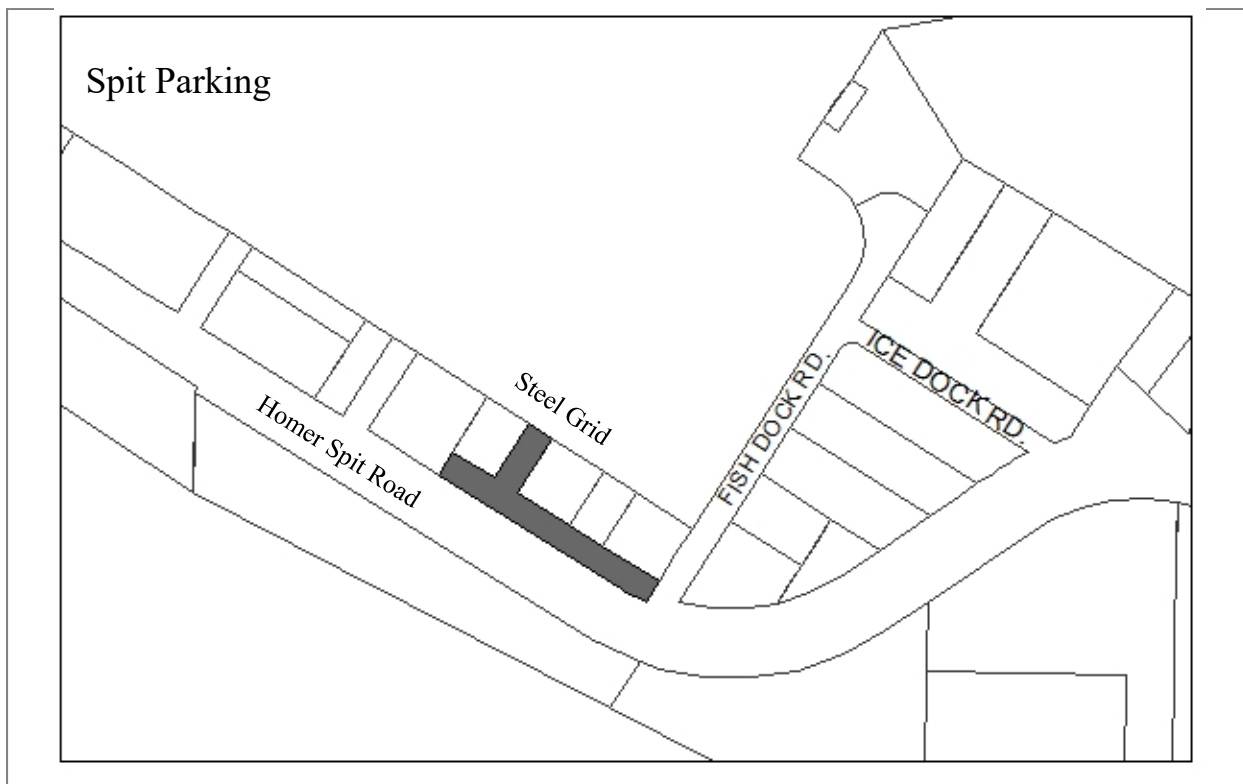 Spit Parking
Steel Grid
Homer Spit Road
FISH DOCK RD.
ICE DOCK RD.